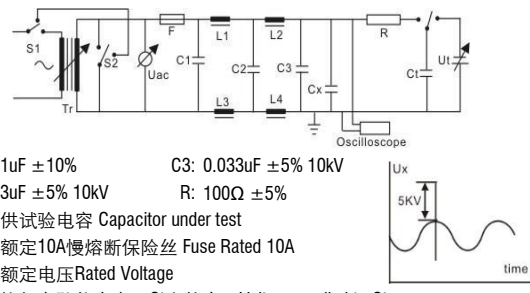 S1
S2
Tr
Uac
F
L1
L2
C1
C2
C3
L3
L4
Cx
R
Ct
Ut
Oscilloscope
1uF ±10%
C3: 0.033uF ±5% 10kV
3uF ±5% 10kV
R: 100Ω ±5%
供试验电容 Capacitor under test
额定10A慢熔断保险丝 Fuse Rated 10A
额定电压Rated Voltage
Ux
5KV
time